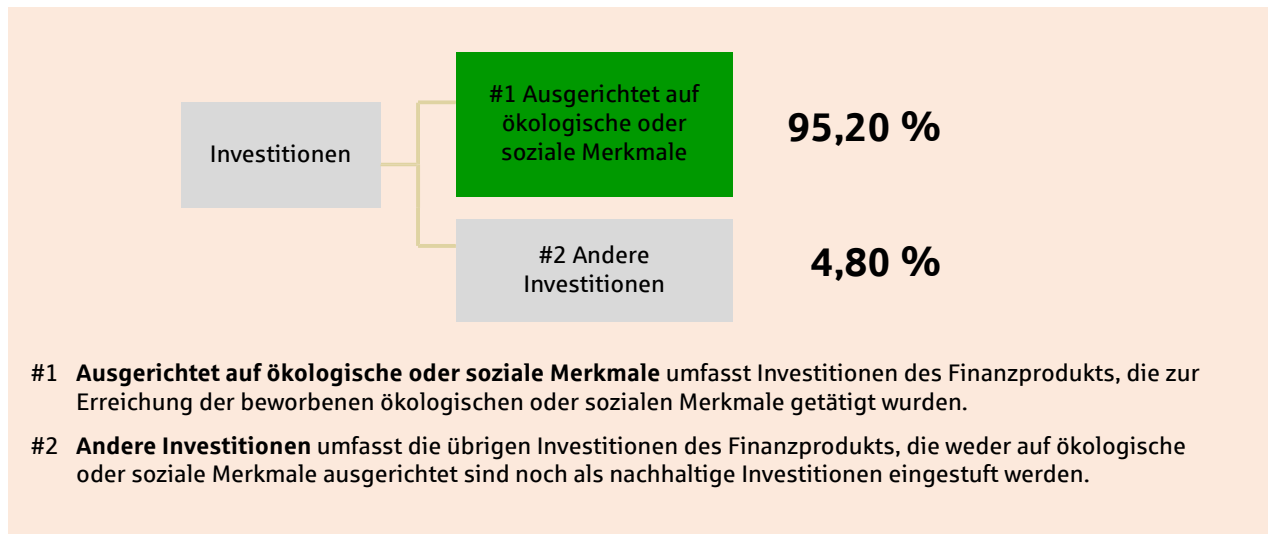 Investitionen
#1 Ausgerichtet auf
ökologische oder
soziale Merkmale
95,20 %
#2 Andere
Investitionen
4,80 %
#1 Ausgerichtet auf ökologische oder soziale Merkmale umfasst Investitionen des Finanzprodukts, die zur
Erreichung der beworbenen ökologischen oder sozialen Merkmale getätigt wurden.
#2 Andere Investitionen umfasst die übrigen Investitionen des Finanzprodukts, die weder auf ökologische
oder soziale Merkmale ausgerichtet sind noch als nachhaltige Investitionen eingestuft werden.